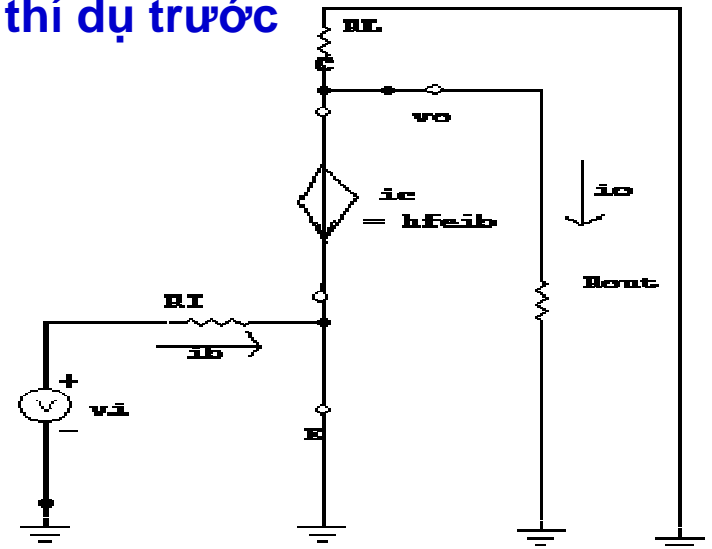 thí dụ trước
RL
C
vo
ic
= hfeib
io
Rout
RI
ib
+
V
vi
−
E